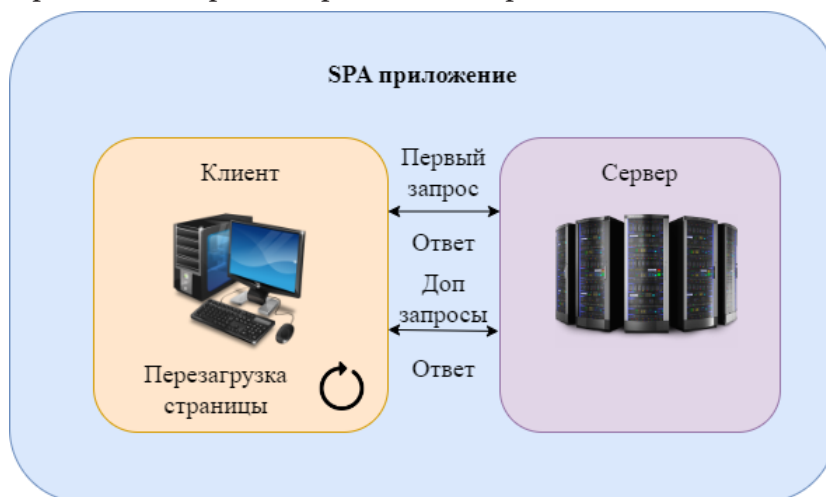 SPA приложение
Клиент
Первый
запрос
Сервер
Ответ
Доп
запросы
Ответ
Перезагрузка
страницы